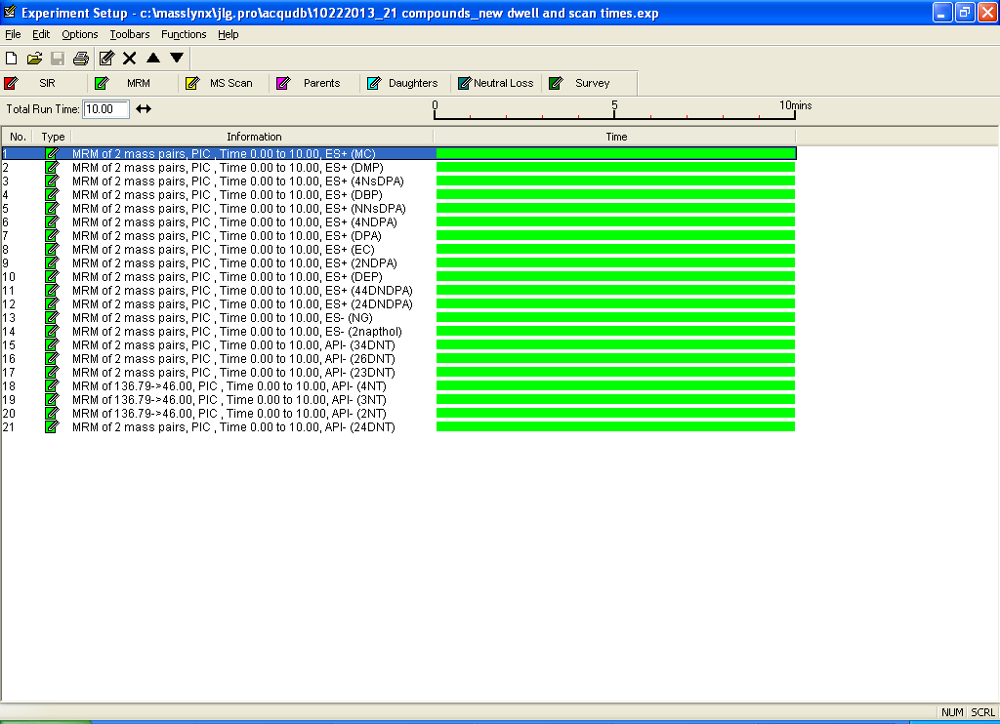 Experiment Setup - c:\masslynx\jlg.pro\acqudb\10222013_21 compounds_new dwell and scan times.exp
File Edit Options Toolbars Functions Help
SIR MRM MS Scan Parents Daughters Neutral Loss Survey
Total Run Time: 10.00 0 5 10mins
No. Type Information Time
1 MRM of 2 mass pairs, PIC , Time 0.00 to 10.00, ES+ (MC)
2 MRM of 2 mass pairs, PIC , Time 0.00 to 10.00, ES+ (DMP)
3 MRM of 2 mass pairs, PIC , Time 0.00 to 10.00, ES+ (4NsDPA)
4 MRM of 2 mass pairs, PIC , Time 0.00 to 10.00, ES+ (DBP)
5 MRM of 2 mass pairs, PIC , Time 0.00 to 10.00, ES+ (NNsDPA)
6 MRM of 2 mass pairs, PIC , Time 0.00 to 10.00, ES+ (4NDPA)
7 MRM of 2 mass pairs, PIC , Time 0.00 to 10.00, ES+ (DPA)
8 MRM of 2 mass pairs, PIC , Time 0.00 to 10.00, ES+ (EC)
9 MRM of 2 mass pairs, PIC , Time 0.00 to 10.00, ES+ (2NDPA)
10 MRM of 2 mass pairs, PIC , Time 0.00 to 10.00, ES+ (DEP)
11 MRM of 2 mass pairs, PIC , Time 0.00 to 10.00, ES+ (44DNDPA)
12 MRM of 2 mass pairs, PIC , Time 0.00 to 10.00, ES+ (24DNDPA)
13 MRM of 2 mass pairs, PIC , Time 0.00 to 10.00, ES- (NG)
14 MRM of 2 mass pairs, PIC , Time 0.00 to 10.00, ES- (2napthol)
15 MRM of 2 mass pairs, PIC , Time 0.00 to 10.00, API- (34DNT)
16 MRM of 2 mass pairs, PIC , Time 0.00 to 10.00, API- (26DNT)
17 MRM of 2 mass pairs, PIC , Time 0.00 to 10.00, API- (23DNT)
18 MRM of 136.79->46.00, PIC , Time 0.00 to 10.00, API- (4NT)
19 MRM of 136.79->46.00, PIC , Time 0.00 to 10.00, API- (3NT)
20 MRM of 136.79->46.00, PIC , Time 0.00 to 10.00, API- (2NT)
21 MRM of 2 mass pairs, PIC , Time 0.00 to 10.00, API- (24DNT)
NUM SCRL